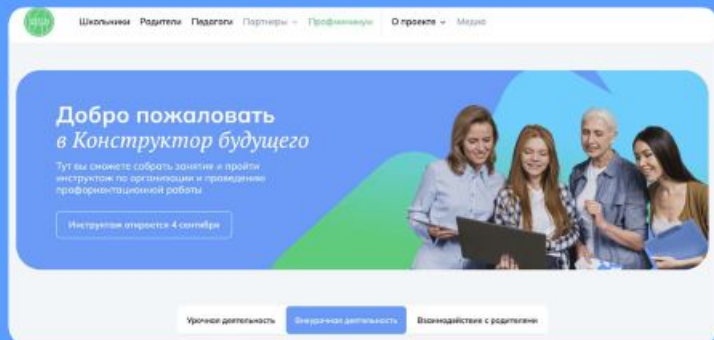 Школьники Родители Педагоги Партнеры Профминимум О проекте Медиа
Добро пожаловать
в Конструктор будущего
Тут вы сможете собрать занятия и пройти
инструктаж по организации и проведению
профориентационной работы
Инструктаж откроется 4 сентября
Урочная деятельность Внеурочная деятельность Взаимодействие с родителями